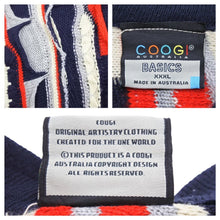 COOGI
AUSTRALIA
BASICS
XXXL
MADE IN AUSTRALIA
COOGI
ORIGINAL ARTISTRY CLOTHING
CREATED FOR THE ONE WORLD
©THIS PRODUCT IS A COOGI
AUSTRALIA COPYRIGHT DESIGN
ALL RIGHTS RESERVED.